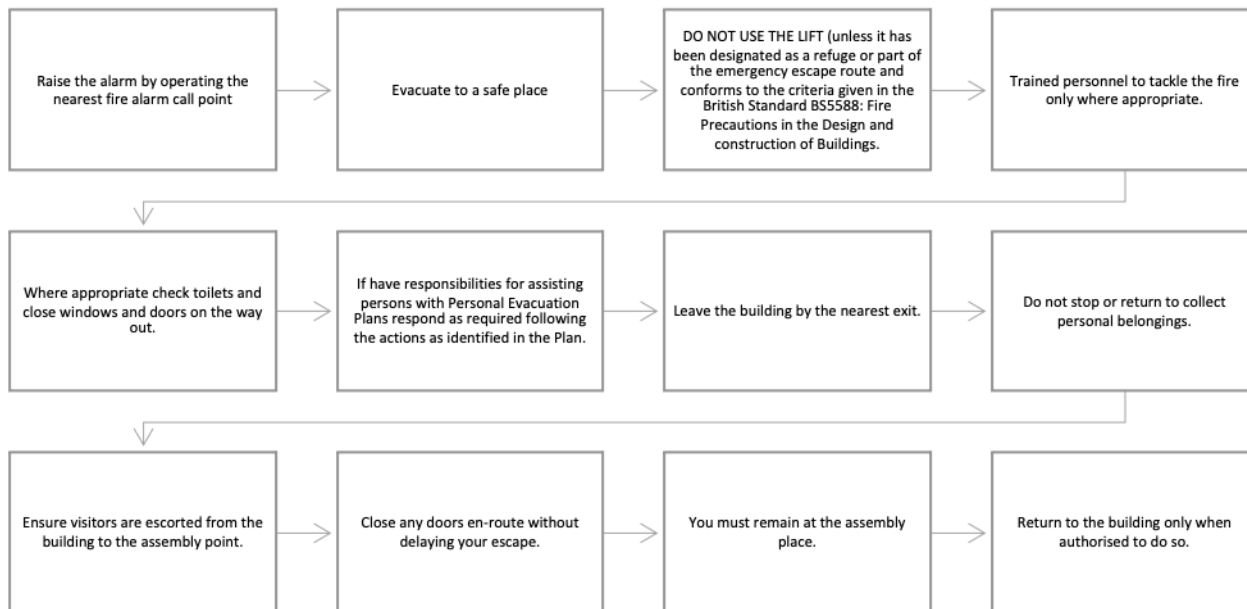 Raise the alarm by operating the
nearest fire alarm call point
Evacuate to a safe place
DO NOT USE THE LIFT (unless it has
been designated as a refuge or part of
the emergency escape route and
conforms to the criteria given in the
British Standard BS5588: Fire
Precautions in the Design and
construction of Buildings.
Trained personnel to tackle the fire
only where appropriate.
Where appropriate check toilets and
close windows and doors on the way
out.
If have responsibilities for assisting
persons with Personal Evacuation
Plans respond as required following
the actions as identified in the Plan.
Leave the building by the nearest exit.
Do not stop or return to collect
personal belongings.
Ensure visitors are escorted from the
building to the assembly point.
Close any doors en-route without
delaying your escape.
You must remain at the assembly
place.
Return to the building only when
authorised to do so.